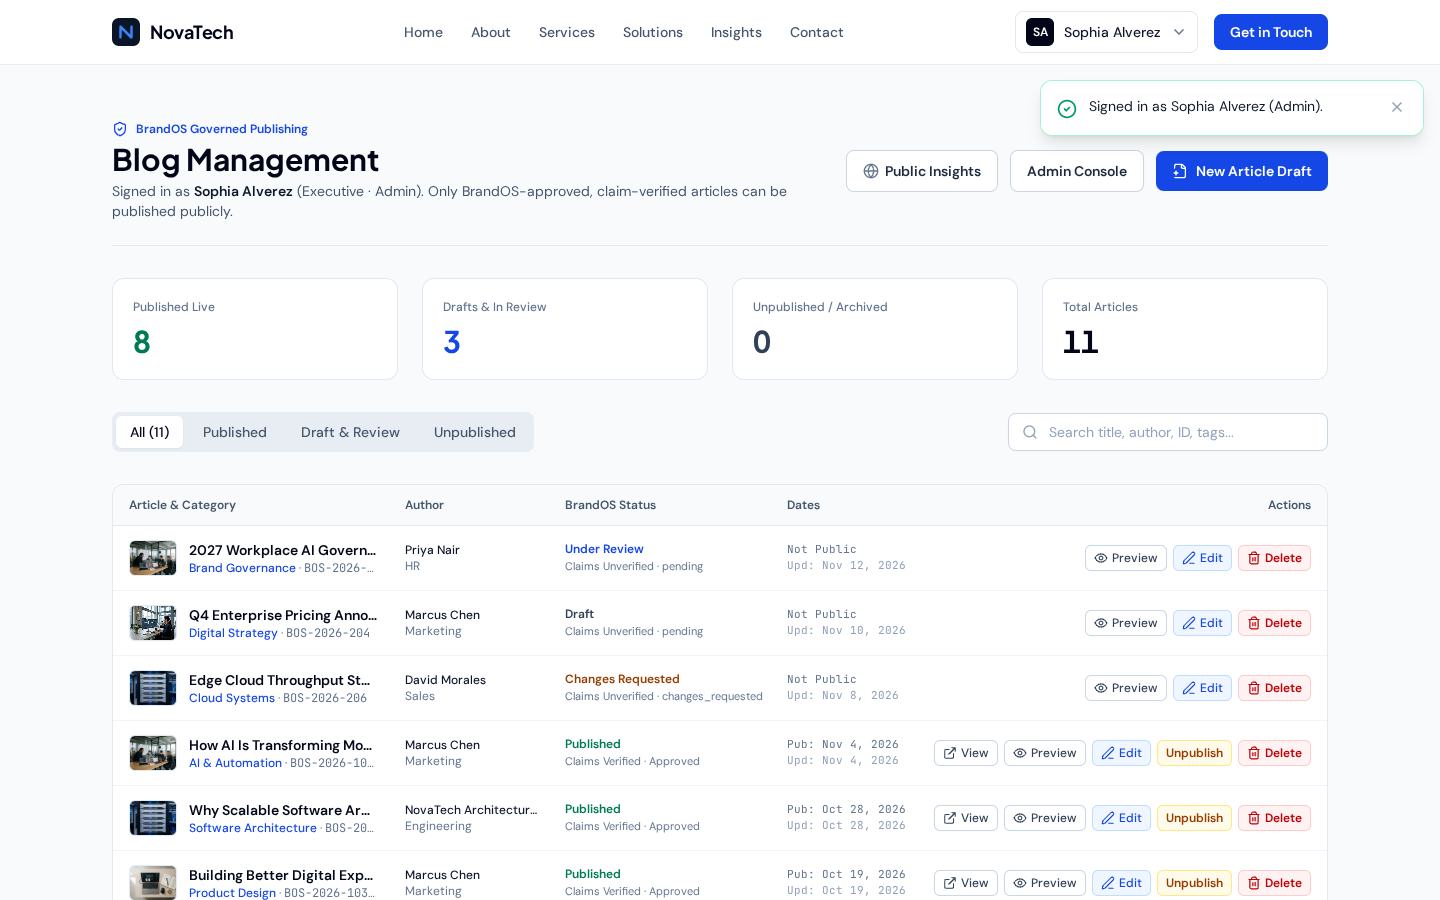 NovaTech
Home
About
Services
Solutions
Insights
Contact
SA
Sophia Alverez
Get in Touch
Signed in as Sophia Alverez (Admin).
BrandOS Governed Publishing
Blog Management
Signed in as Sophia Alverez (Executive · Admin). Only BrandOS-approved, claim-verified articles can be
published publicly.
Public Insights
Admin Console
New Article Draft
Published Live
8
Drafts & In Review
3
Unpublished / Archived
0
Total Articles
11
All (11)
Published
Draft & Review
Unpublished
Search title, author, ID, tags...
Article & Category
Author
BrandOS Status
Dates
Actions
2027 Workplace AI Govern...
Brand Governance · BOS-2026-...
Priya Nair
HR
Under Review
Claims Unverified · pending
Not Public
Upd: Nov 12, 2026
Preview
Edit
Delete
Q4 Enterprise Pricing Anno...
Digital Strategy · BOS-2026-204
Marcus Chen
Marketing
Draft
Claims Unverified · pending
Not Public
Upd: Nov 10, 2026
Preview
Edit
Delete
Edge Cloud Throughput St...
Cloud Systems · BOS-2026-206
David Morales
Sales
Changes Requested
Claims Unverified · changes_requested
Not Public
Upd: Nov 8, 2026
Preview
Edit
Delete
How AI Is Transforming Mo...
AI & Automation · BOS-2026-10...
Marcus Chen
Marketing
Published
Claims Verified · Approved
Pub: Nov 4, 2026
Upd: Nov 4, 2026
View
Preview
Edit
Unpublish
Delete
Why Scalable Software Ar...
Software Architecture · BOS-20...
NovaTech Architectur...
Engineering
Published
Claims Verified · Approved
Pub: Oct 28, 2026
Upd: Oct 28, 2026
View
Preview
Edit
Unpublish
Delete
Building Better Digital Exp...
Product Design · BOS-2026-103...
Marcus Chen
Marketing
Published
Claims Verified · Approved
Pub: Oct 19, 2026
Upd: Oct 19, 2026
View
Preview
Edit
Unpublish
Delete